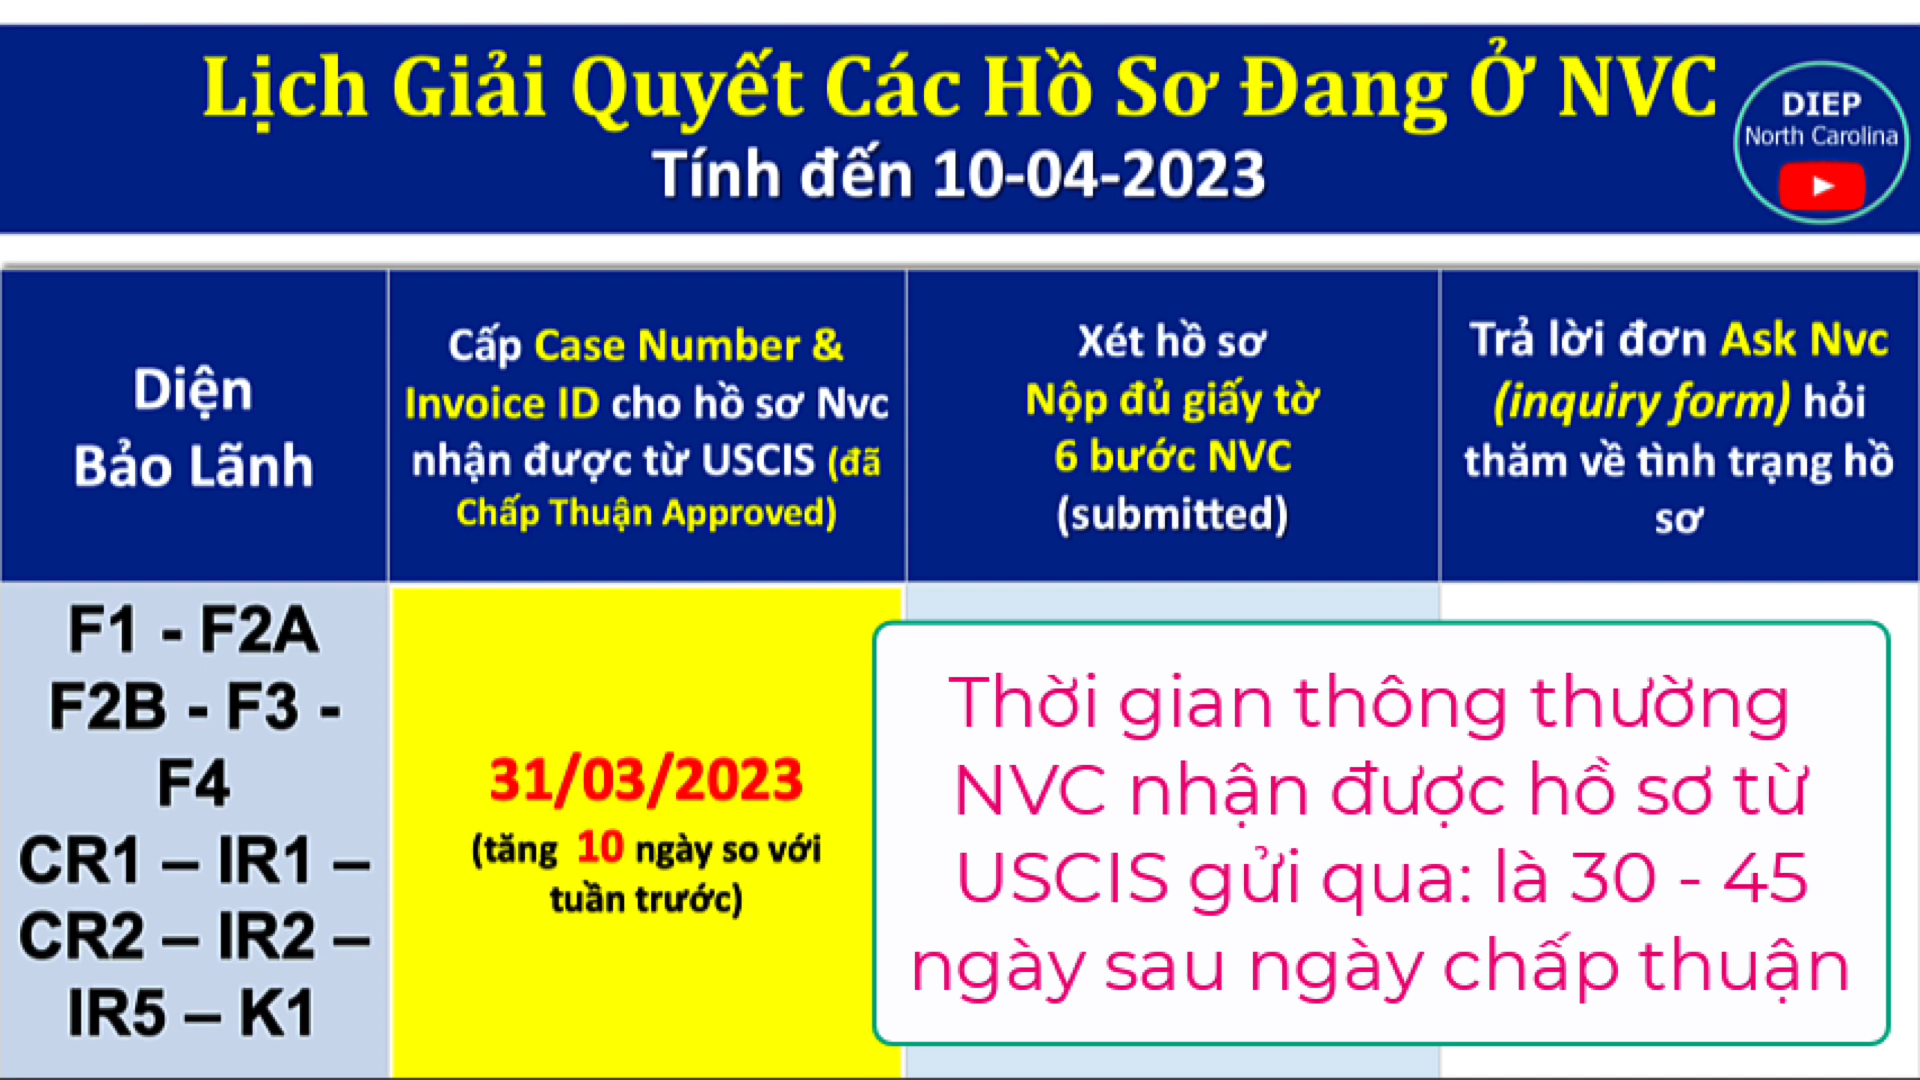 Lịch Giải Quyết Các Hồ Sơ Đang Ở NVC
Tính đến 10-04-2023
DIEP
North Carolina
Diện
Bảo Lãnh
Cấp Case Number &
Invoice ID cho hồ sơ Nvc
nhận được từ USCIS (đã
Chấp Thuận Approved)
Xét hồ sơ
Nộp đủ giấy tờ
6 bước NVC
(submitted)
Trả lời đơn Ask Nvc
(inquiry form) hỏi
thăm về tình trạng hồ
sơ
F1 - F2A
F2B - F3 -
F4
CR1 – IR1 –
CR2 – IR2 –
IR5 – K1
31/03/2023
(tăng 10 ngày so với
tuần trước)
Thời gian thông thường
NVC nhận được hồ sơ từ
USCIS gửi qua: là 30 - 45
ngày sau ngày chấp thuận